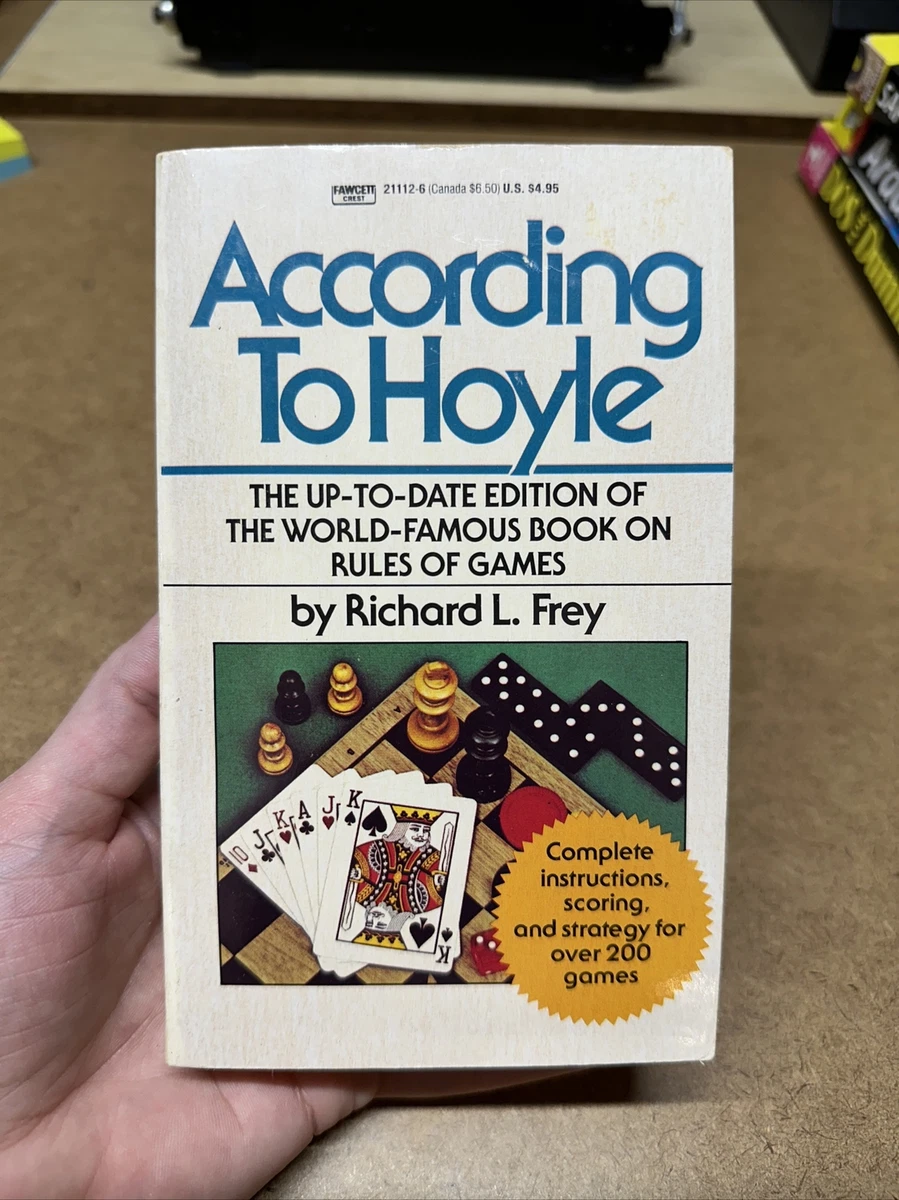 FAWCETT
CREST
21112-6 (Canada $6.50) U.S. $4.95
According
To Hoyle
THE UP-TO-DATE EDITION OF
THE WORLD-FAMOUS BOOK ON
RULES OF GAMES
by Richard L. Frey
10 J K A J K
K
Complete
instructions,
scoring,
and strategy for
over 200
games
DOS